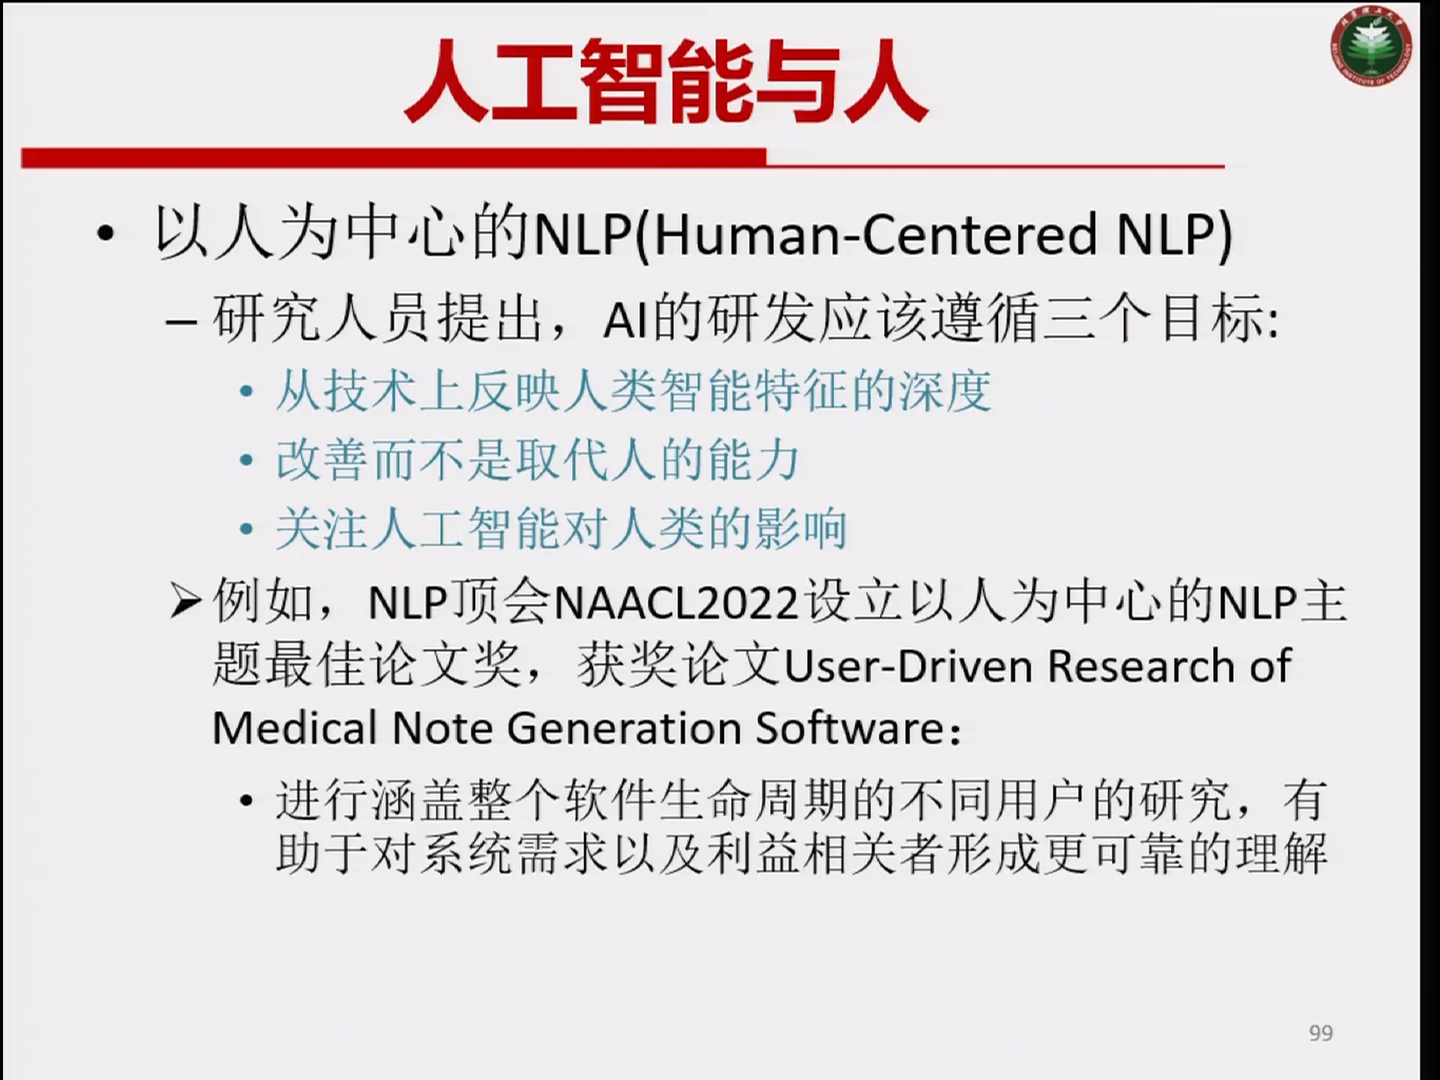 人工智能与人
• 以人为中心的NLP(Human-Centered NLP)
– 研究人员提出，AI的研发应该遵循三个目标:
• 从技术上反映人类智能特征的深度
• 改善而不是取代人的能力
• 关注人工智能对人类的影响
➢ 例如，NLP顶会NAACL2022设立以人为中心的NLP主
题最佳论文奖，获奖论文User-Driven Research of
Medical Note Generation Software：
• 进行涵盖整个软件生命周期的不同用户的研究，有
助于对系统需求以及利益相关者形成更可靠的理解
99